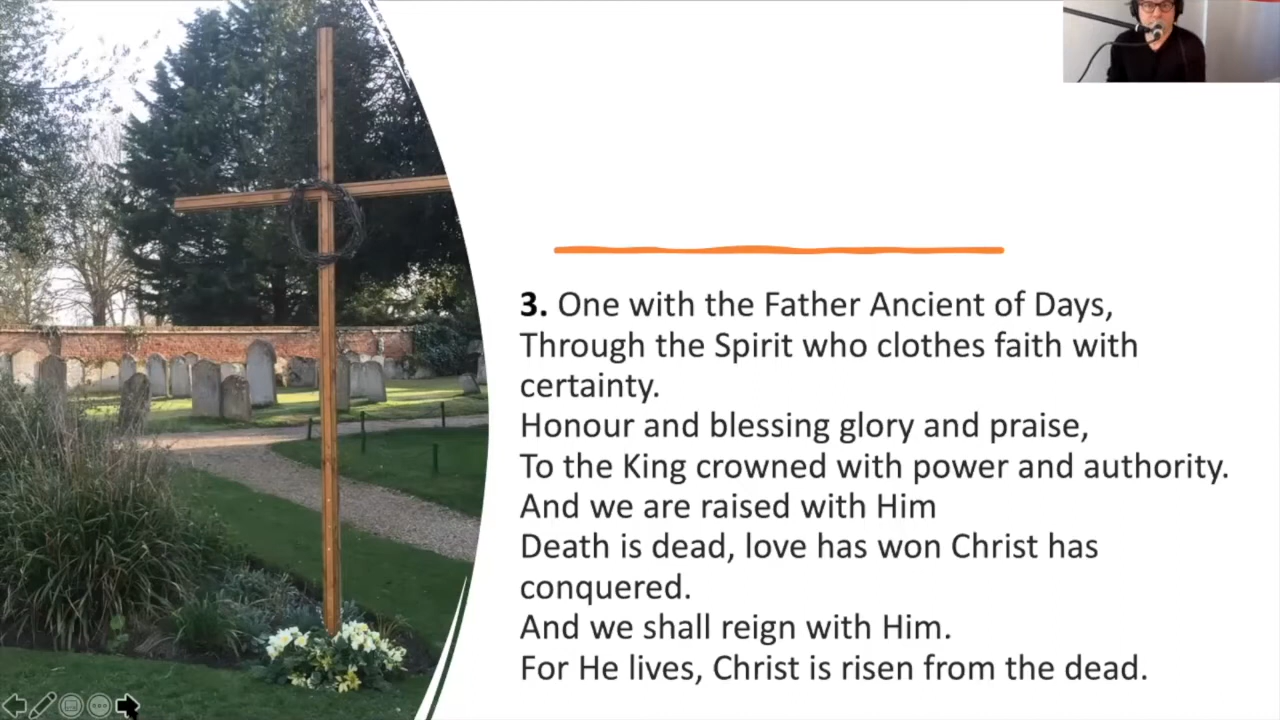 3. One with the Father Ancient of Days,
Through the Spirit who clothes faith with
certainty.
Honour and blessing glory and praise,
To the King crowned with power and authority.
And we are raised with Him
Death is dead, love has won Christ has
conquered.
And we shall reign with Him.
For He lives, Christ is risen from the dead.